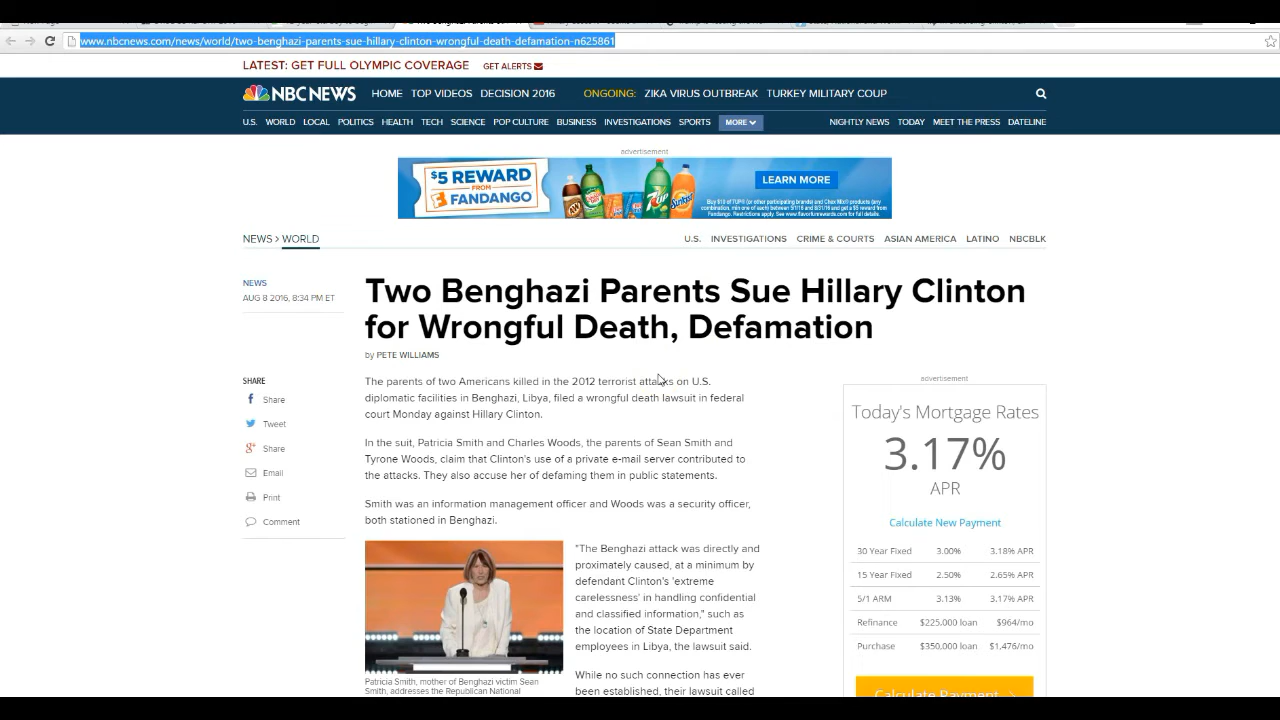 www.nbcnews.com/news/world/two-benghazi-parents-sue-hillary-clinton-wrongful-death-defamation-n625861
LATEST: GET FULL OLYMPIC COVERAGE GET ALERTS
NBC NEWS HOME TOP VIDEOS DECISION 2016 ONGOING: ZIKA VIRUS OUTBREAK TURKEY MILITARY COUP
U.S. WORLD LOCAL POLITICS HEALTH TECH SCIENCE POP CULTURE BUSINESS INVESTIGATIONS SPORTS MORE NIGHTLY NEWS TODAY MEET THE PRESS DATELINE
advertisement
$5 REWARD
FROM
FANDANGO
LEARN MORE
7UP
NEWS > WORLD
U.S. INVESTIGATIONS CRIME & COURTS ASIAN AMERICA LATINO NBCBLK
NEWS
AUG 8 2016, 8:34 PM ET
Two Benghazi Parents Sue Hillary Clinton
for Wrongful Death, Defamation
by PETE WILLIAMS
SHARE
Share
Tweet
Share
Email
Print
Comment
The parents of two Americans killed in the 2012 terrorist attacks on U.S.
diplomatic facilities in Benghazi, Libya, filed a wrongful death lawsuit in federal
court Monday against Hillary Clinton.
In the suit, Patricia Smith and Charles Woods, the parents of Sean Smith and
Tyrone Woods, claim that Clinton's use of a private e-mail server contributed to
the attacks. They also accuse her of defaming them in public statements.
Smith was an information management officer and Woods was a security officer,
both stationed in Benghazi.
"The Benghazi attack was directly and
proximately caused, at a minimum by
defendant Clinton's 'extreme
carelessness' in handling confidential
and classified information," such as
the location of State Department
employees in Libya, the lawsuit said.
While no such connection has ever
been established, their lawsuit called
Patricia Smith, mother of Benghazi victim Sean
Smith, addresses the Republican National
advertisement
Today's Mortgage Rates
3.17%
APR
Calculate New Payment
30 Year Fixed 3.00% 3.18% APR
15 Year Fixed 2.50% 2.65% APR
5/1 ARM 3.13% 3.17% APR
Refinance $225,000 loan $964/mo
Purchase $350,000 loan $1,476/mo
Calculate Payment